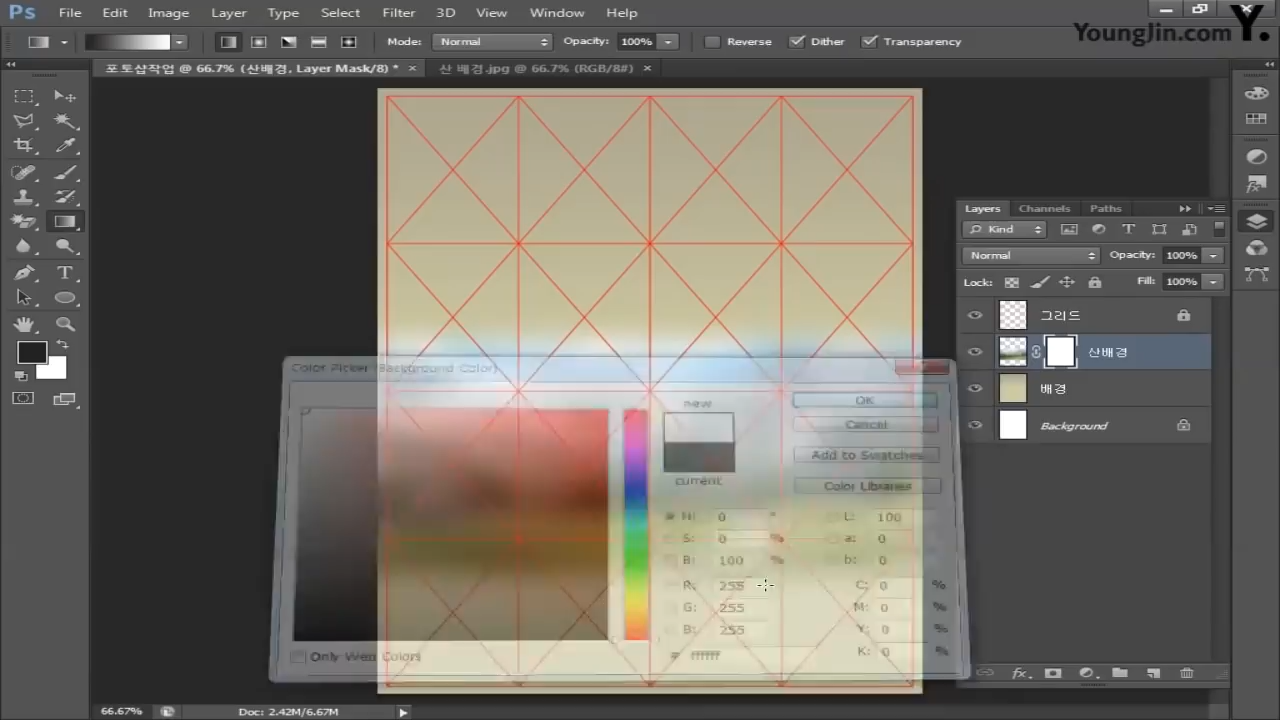 Ps File Edit Image Layer Type Select Filter 3D View Window Help
YoungJin.com Y.
Mode: Normal Opacity: 100% Reverse Dither Transparency
포토샵작업 @ 66.7% (산배경, Layer Mask/8) * × 산 배경.jpg @ 66.7% (RGB/8#) ×
Layers Channels Paths
Kind
Normal Opacity: 100%
Lock: Fill: 100%
그리드
산배경
배경
Background
Color Picker (Background Color)
new
current
OK
Cancel
Add to Swatches
Color Libraries
H: 0 ° L: 100
S: 0 % a: 0
B: 100 % b: 0
R: 255 C: 0 %
G: 255 M: 0 %
B: 255 Y: 0 %
# ffffff K: 0 %
Only Web Colors
66.67% Doc: 2.42M/6.67M